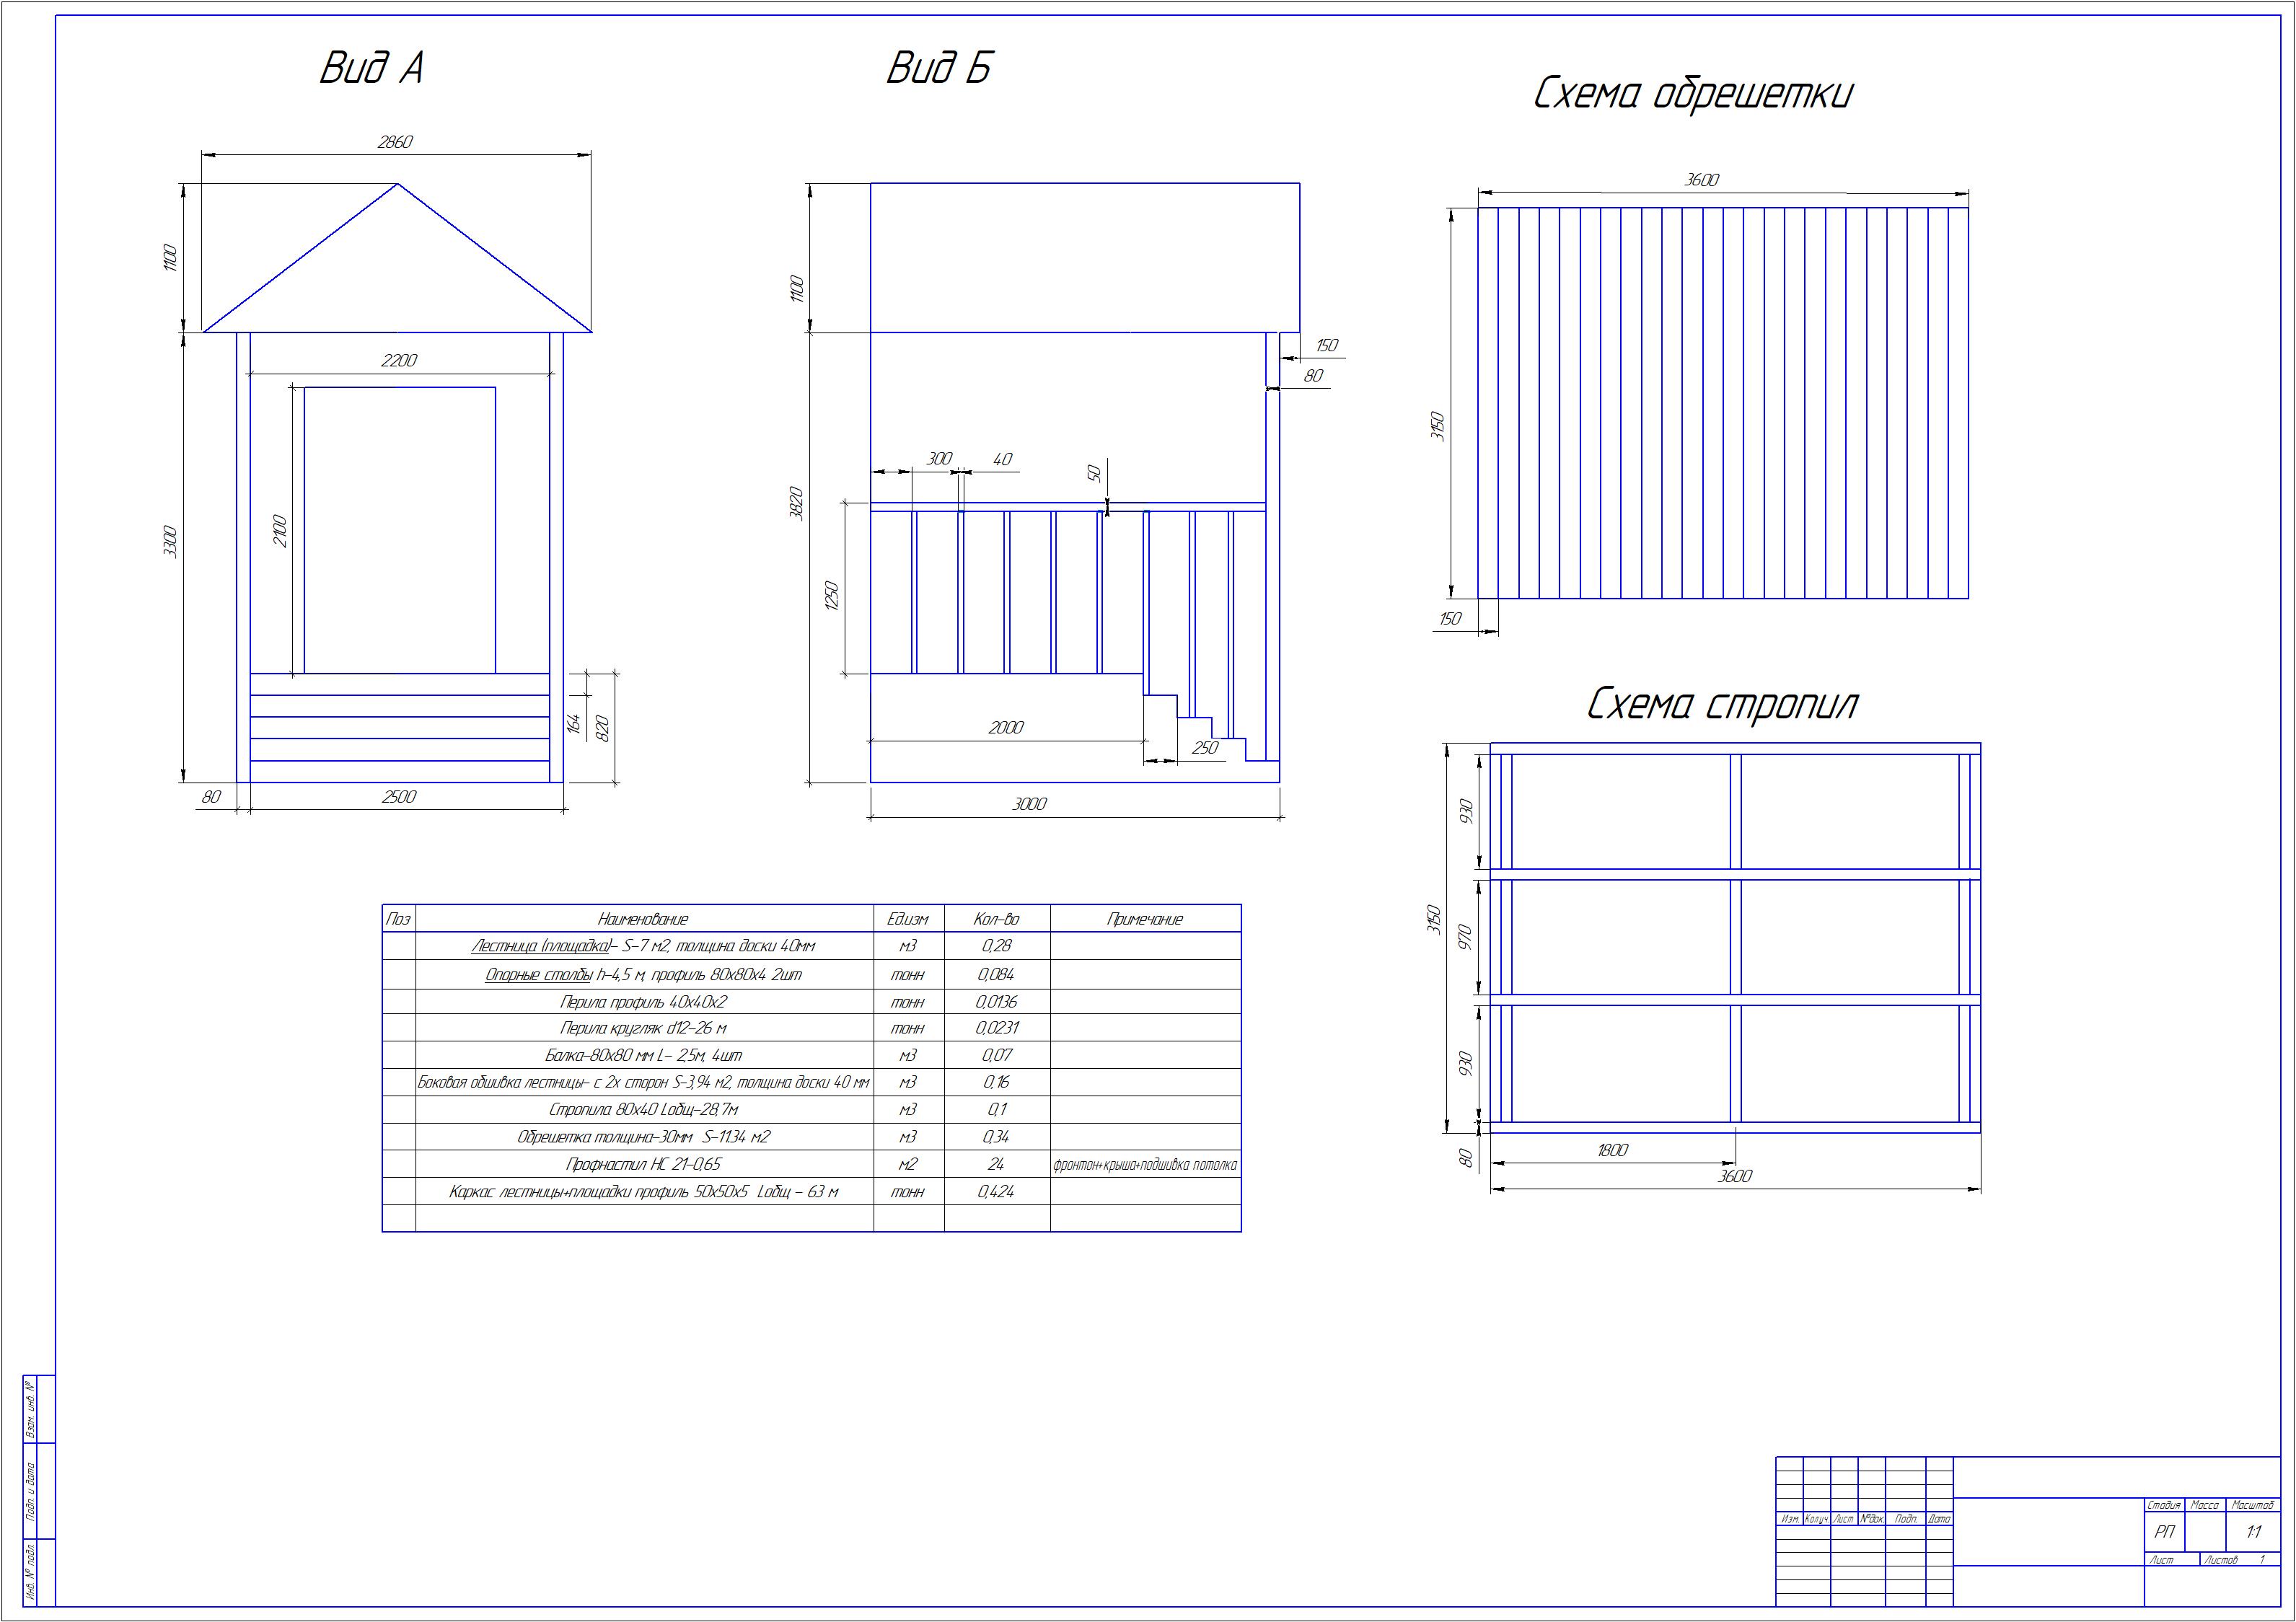 Вид А
Вид Б
Схема обрешетки
2860
1100
3300
2200
2100
164
820
80
2500
1100
3820
150
80
300
40
50
1250
2000
250
3000
3600
3150
150
Схема стропил
3150
930
970
930
80
1800
3600
Поз Наименование Ед.изм Кол-во Примечание
Лестница (площадка)- S-7 м2, толщина доски 40мм м3 0,28
Опорные столбы h-4,5 м, профиль 80х80х4 2шт тонн 0,084
Перила профиль 40х40х2 тонн 0,0136
Перила кругляк d12-26 м тонн 0,0231
Балка-80х80 мм L- 2,5м, 4шт м3 0,07
Боковая обшивка лестницы- с 2х сторон S-3,94 м2, толщина доски 40 мм м3 0,16
Стропила 80х40 Lобщ-28,7м м3 0,1
Обрешетка толщина-30мм S-11.34 м2 м3 0,34
Профнастил НС 21-0,65 м2 24 фронтон+крыша+подшивка потолка
Каркас лестницы+площадки профиль 50х50х5 Lобщ - 63 м тонн 0,424
Взам. инв. №
Подп. и дата
Инв. № подл.
Изм. Колуч. Лист №док. Подп. Дата
Стадия Масса Масштаб
РП 1:1
Лист Листов 1